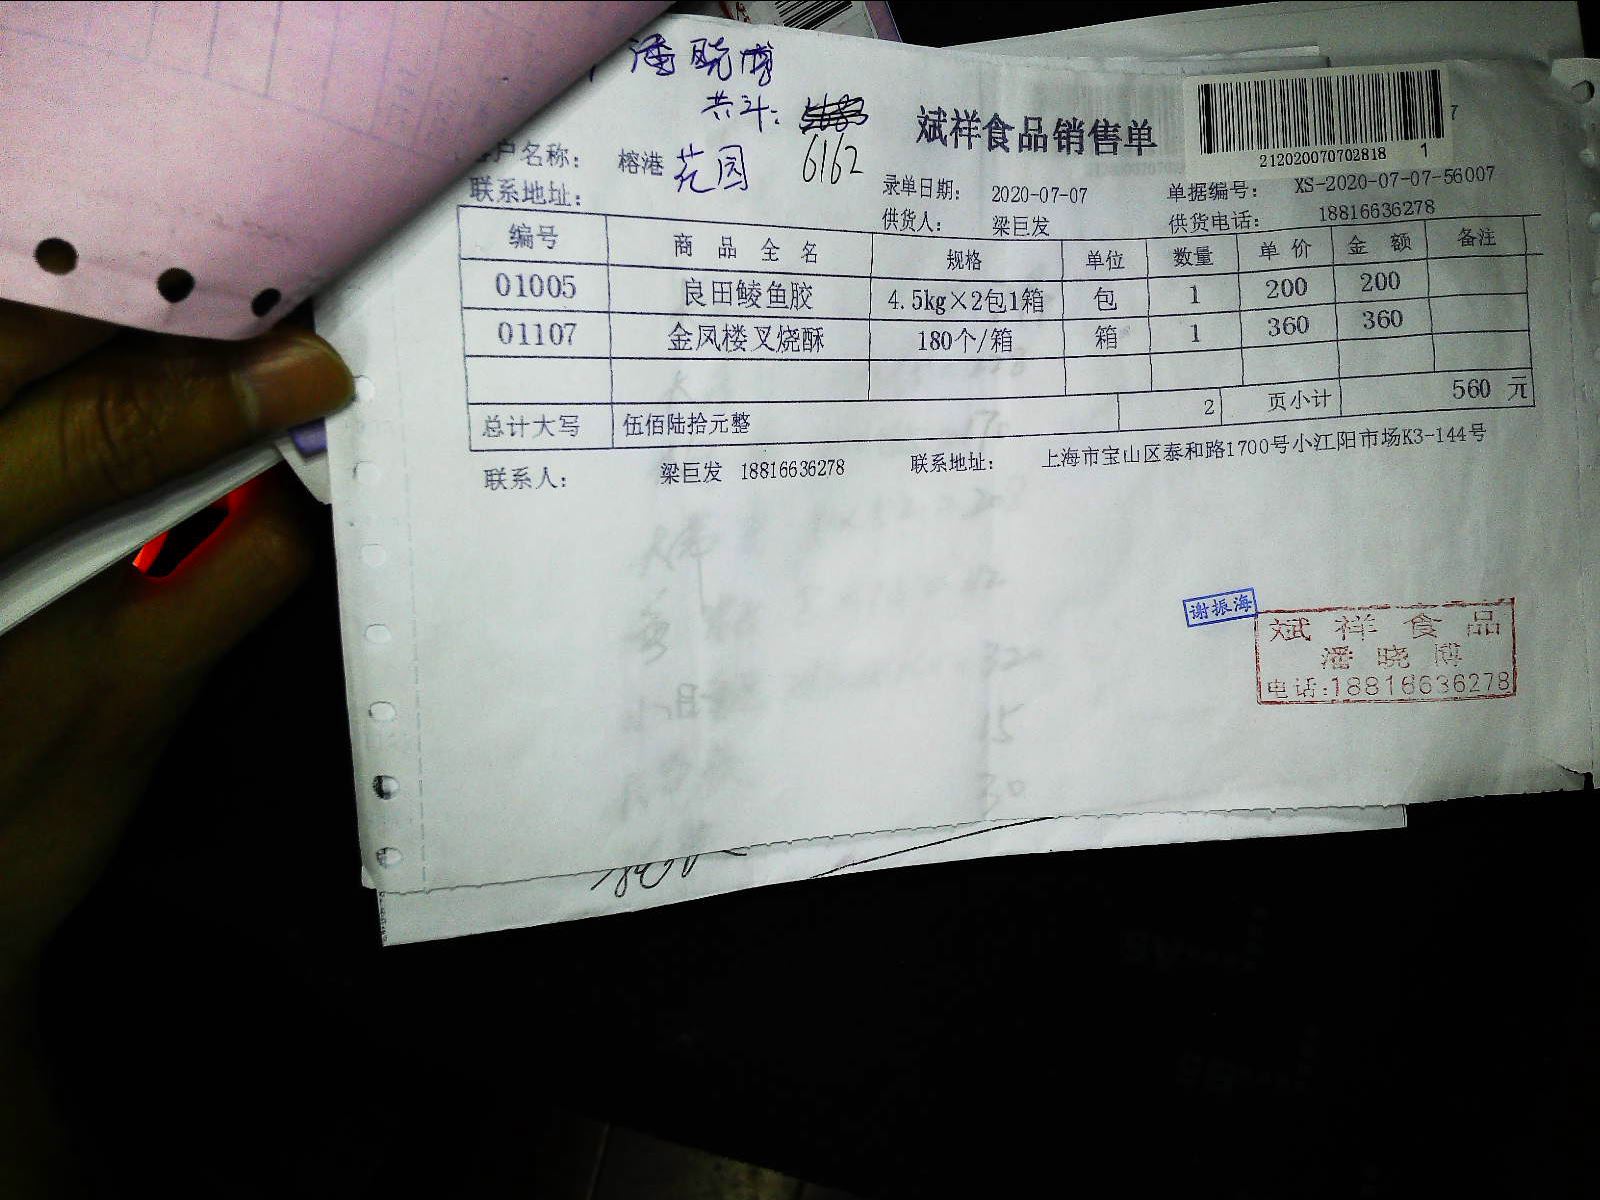 潘晓博
共计:
6162
斌祥食品销售单
212020070702818 1
客户名称: 榕港 花园
录单日期: 2020-07-07
单据编号: XS-2020-07-07-56007
联系地址:
供货人: 梁巨发
供货电话: 18816636278
编号 商品全名 规格 单位 数量 单价 金额 备注
01005 良田鲮鱼胶 4.5kg×2包1箱 包 1 200 200
01107 金凤楼叉烧酥 180个/箱 箱 1 360 360
总计大写 伍佰陆拾元整 2 页小计 560 元
联系人: 梁巨发 18816636278 联系地址: 上海市宝山区泰和路1700号小江阳市场K3-144号
谢振海
斌祥食品
潘晓博
电话:18816636278